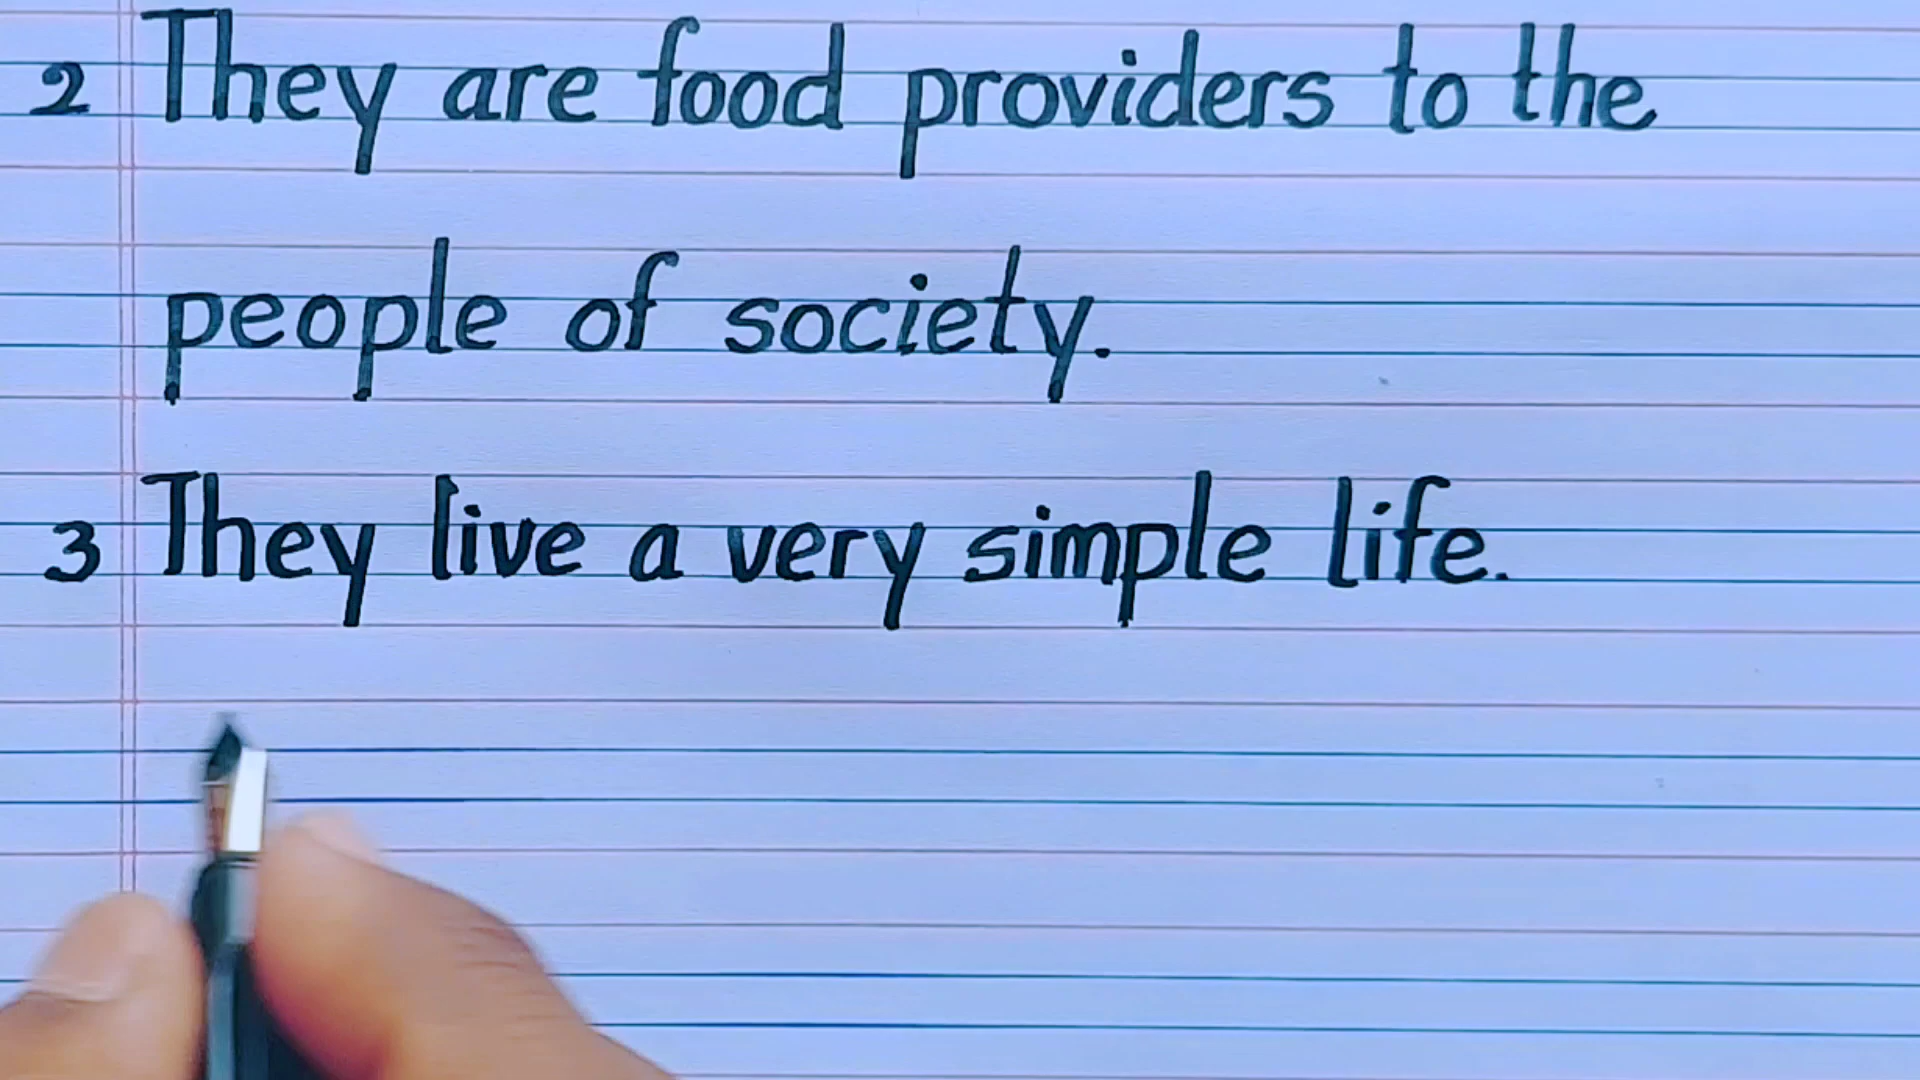 2 They are food providers to the
people of society.
3 They live a very simple life.